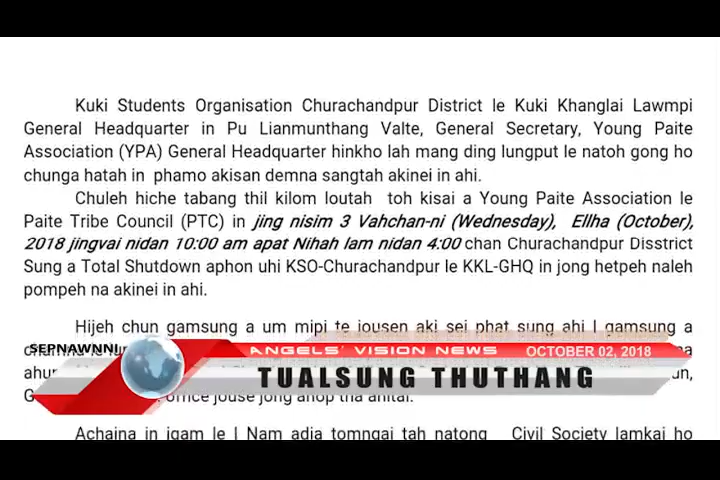 Kuki Students Organisation Churachandpur District le Kuki Khanglai Lawmpi
General Headquarter in Pu Lianmunthang Valte, General Secretary, Young Paite
Association (YPA) General Headquarter hinkho lah mang ding lungput le natoh gong ho
chunga hatah in phamo akisan demna sangtah akinei in ahi.
Chuleh hiche tabang thil kilom loutah toh kisai a Young Paite Association le
Paite Tribe Council (PTC) in jing nisim 3 Vahchan-ni (Wednesday), Ellha (October),
2018 jingvai nidan 10:00 am apat Nihah lam nidan 4:00 chan Churachandpur Disstrict
Sung a Total Shutdown aphon uhi KSO-Churachandpur le KKL-GHQ in jong hetpeh naleh
pompeh na akinei in ahi.
Hijeh chun gamsung a um mipi te jousen aki sei phat sung ahi I gamsung a
SEPNAWNNI
ANGELS' VISION NEWS
OCTOBER 02, 2018
TUALSUNG THUTHANG
office jouse jong ahop tha ahitai.
Achaina in igam le I Nam adia tomngai tah natong Civil Society lamkai ho